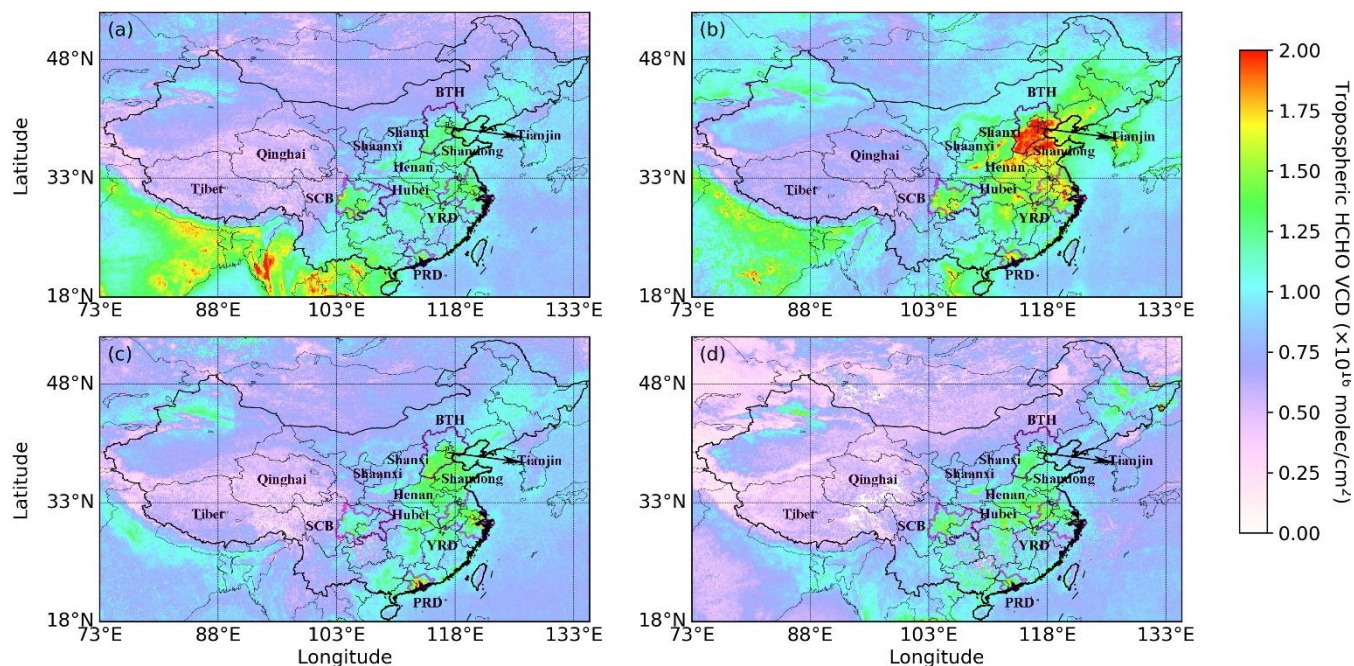 (a)
48°N
33°N
18°N
Latitude
BTH
Shanxi
Tianjin
Shaanxi
Shandong
Qinghai
Henan
Tibet
SCB
Hubei
YRD
PRD
73°E 88°E 103°E 118°E 133°E
(b)
48°N
33°N
18°N
BTH
Shanxi
Tianjin
Shaanxi
Shandong
Qinghai
Henan
Tibet
SCB
Hubei
YRD
PRD
73°E 88°E 103°E 118°E 133°E
(c)
48°N
33°N
18°N
Latitude
BTH
Shanxi
Tianjin
Shaanxi
Shandong
Qinghai
Henan
Tibet
SCB
Hubei
YRD
PRD
73°E 88°E 103°E 118°E 133°E
Longitude
(d)
48°N
33°N
18°N
BTH
Shanxi
Tianjin
Shaanxi
Shandong
Qinghai
Henan
Tibet
SCB
Hubei
YRD
PRD
73°E 88°E 103°E 118°E 133°E
Longitude
2.00
1.75
1.50
1.25
1.00
0.75
0.50
0.25
0.00
Tropospheric HCHO VCD (×10¹⁶ molec/cm²)